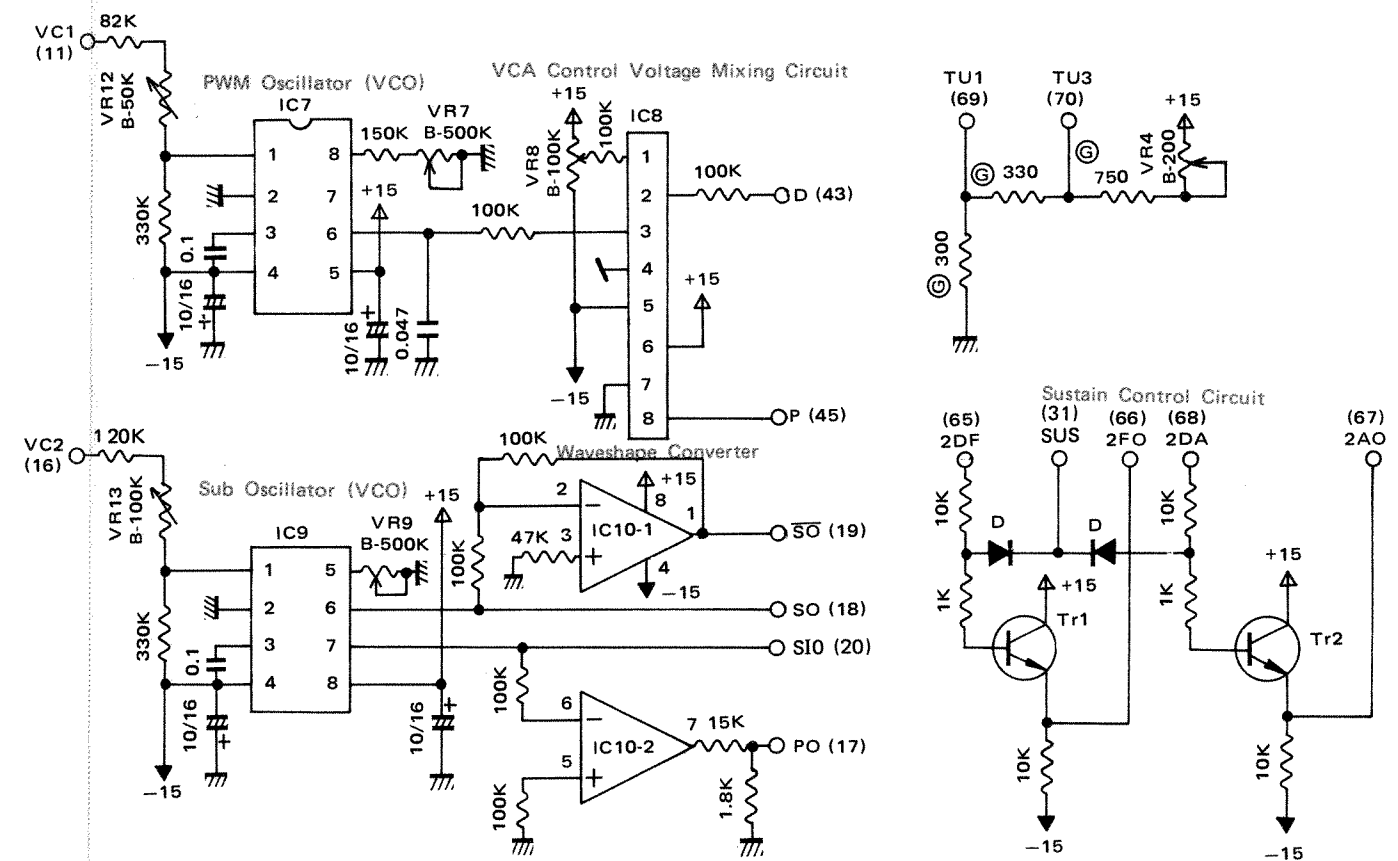 VC1
(11)
82K
VR12
B-50K
330K
0.1
10/16
+
−15
PWM Oscillator (VCO)
IC7
1
2
3
4
8
7
6
5
150K
VR7
B-500K
+15
100K
10/16
+
0.047
VCA Control Voltage Mixing Circuit
+15
VR8
B-100K
100K
−15
IC8
1
2
3
4
5
6
7
8
100K
D (43)
+15
P (45)
TU1
(69)
TU3
(70)
+15
VR4
B-200
G 330
G
750
G 300
VC2
(16)
120K
VR13
B-100K
330K
0.1
10/16
+
−15
Sub Oscillator (VCO)
IC9
1
2
3
4
5
6
7
8
VR9
B-500K
+15
10/16
+
Waveshape Converter
100K
100K
47K
2
−
3
+
IC10-1
8
+15
1
4
−15
SO (19)
SO (18)
SI0 (20)
100K
6
−
5
+
IC10-2
7
15K
PO (17)
100K
1.8K
Sustain Control Circuit
(65)
2DF
(31)
SUS
(66)
2FO
(68)
2DA
(67)
2AO
10K
D
D
10K
1K
+15
Tr1
10K
−15
1K
+15
Tr2
10K
−15